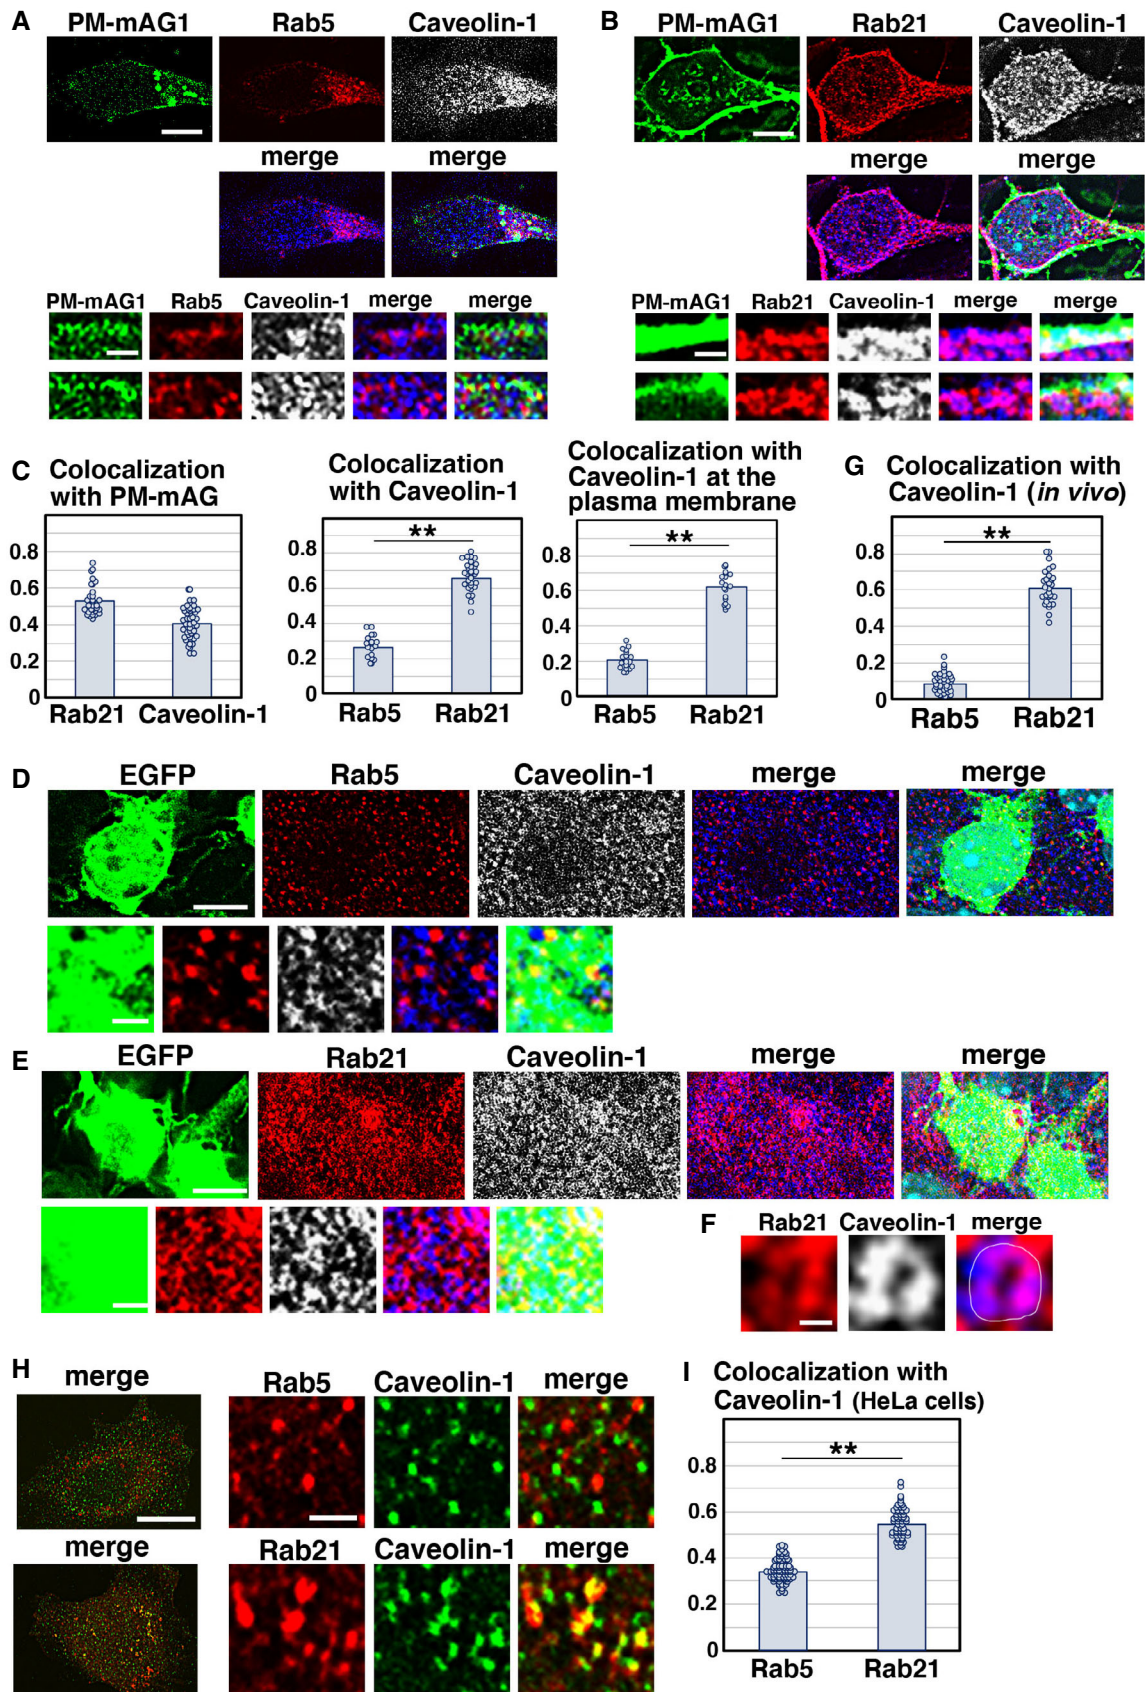 A
PM-mAG1 Rab5 Caveolin-1
merge merge
PM-mAG1 Rab5 Caveolin-1 merge merge
B
PM-mAG1 Rab21 Caveolin-1
merge merge
PM-mAG1 Rab21 Caveolin-1 merge merge
C
Colocalization
with PM-mAG
0.8
0.6
0.4
0.2
0
Rab21 Caveolin-1
Colocalization
with Caveolin-1
**
0.8
0.6
0.4
0.2
0
Rab5 Rab21
Colocalization with
Caveolin-1 at the
plasma membrane
**
0.8
0.6
0.4
0.2
0
Rab5 Rab21
G
Colocalization with
Caveolin-1 (in vivo)
**
0.8
0.6
0.4
0.2
0
Rab5 Rab21
D
EGFP Rab5 Caveolin-1 merge merge
E
EGFP Rab21 Caveolin-1 merge merge
F
Rab21 Caveolin-1 merge
H
merge Rab5 Caveolin-1 merge
merge Rab21 Caveolin-1 merge
I
Colocalization with
Caveolin-1 (HeLa cells)
**
0.8
0.6
0.4
0.2
0
Rab5 Rab21